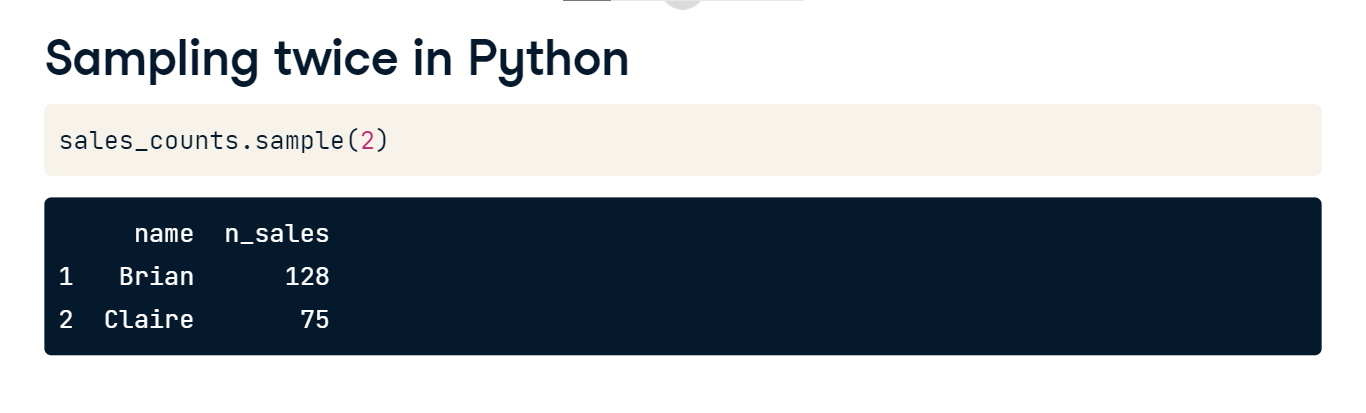 Sampling twice in Python
sales_counts.sample(2)
name n_sales
1 Brian 128
2 Claire 75